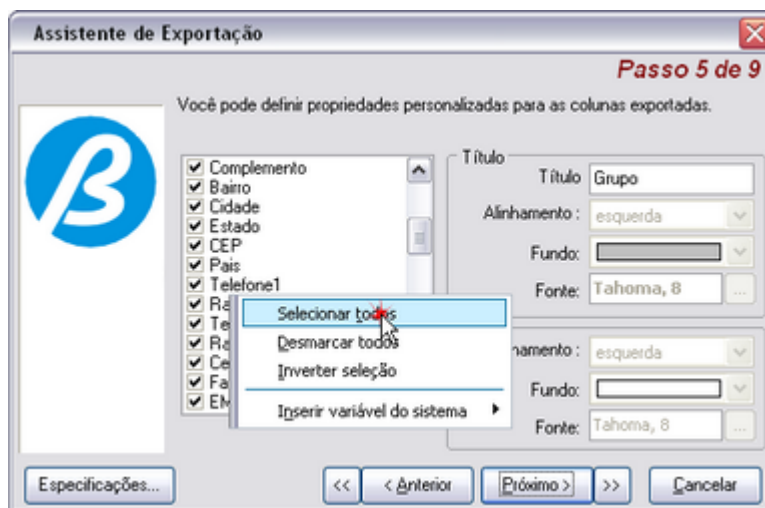 Assistente de Exportação
Passo 5 de 9
Você pode definir propriedades personalizadas para as colunas exportadas.
Complemento
Bairro
Cidade
Estado
CEP
Pais
Telefone1
Selecionar todos
Desmarcar todos
Inverter seleção
Inserir variável do sistema
Título
Título Grupo
Alinhamento : esquerda
Fundo:
Fonte: Tahoma, 8 ...
esquerda
Fundo:
Fonte: Tahoma, 8 ...
Especificações... << < Anterior Próximo > >> Cancelar